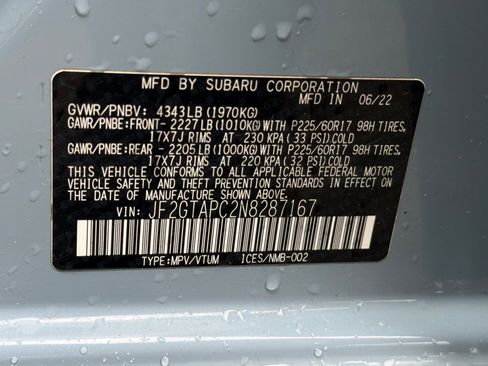 MFD BY SUBARU CORPORATION
MFD IN 06/22
GVWR/PNBV: 4343LB (1970KG)
GAWR/PNBE:FRONT- 2227LB (1010KG) WITH P225/60R17 98H TIRES,
17X7J RIMS AT 230 KPA ( 33 PSI) COLD
GAWR/PNBE:REAR - 2205LB (1000KG) WITH P225/60R17 98H TIRES,
17X7J RIMS AT 220 KPA ( 32 PSI) COLD
THIS VEHICLE CONFORMS TO ALL APPLICABLE FEDERAL MOTOR
VEHICLE SAFETY, BUMPER, AND THEFT PREVENTION STANDARDS
IN EFFECT ON THE DATE OF MANUFACTURE SHOWN ABOVE.
VIN: JF2GTAPC2N8287167
TYPE:MPV/VTUM ICES/NMB-002